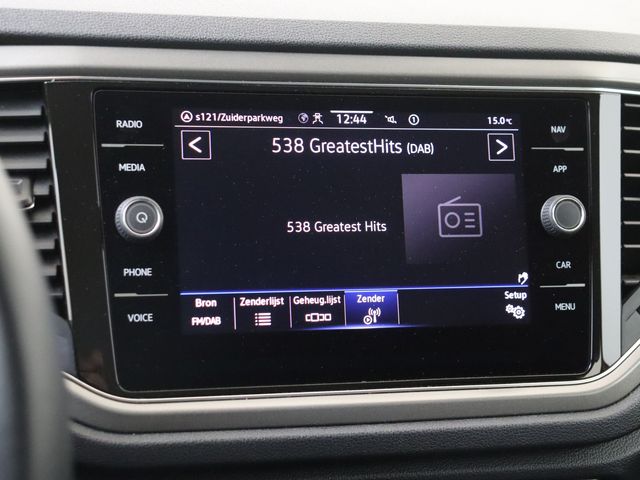 RADIO
MEDIA
PHONE
VOICE
s121/Zuiderparkweg
12:44
1
15.0°C
538 GreatestHits (DAB)
538 Greatest Hits
Bron
FM/DAB
Zenderlijst
Geheug.lijst
Zender
Setup
NAV
APP
CAR
MENU